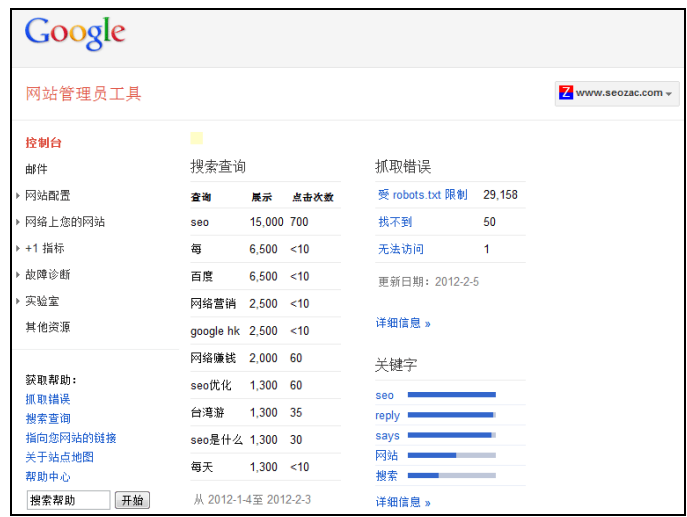 Google
网站管理员工具
Z www.seozac.com
控制台
邮件
网站配置
网络上您的网站
+1 指标
故障诊断
实验室
其他资源
获取帮助：
抓取错误
搜索查询
指向您网站的链接
关于站点地图
帮助中心
搜索帮助 开始
搜索查询
查询 展示 点击次数
seo 15,000 700
每 6,500 <10
百度 6,500 <10
网络营销 2,500 <10
google hk 2,500 <10
网络赚钱 2,000 60
seo优化 1,300 60
台湾游 1,300 35
seo是什么 1,300 30
每天 1,300 <10
从 2012-1-4至 2012-2-3
抓取错误
受 robots.txt 限制 29,158
找不到 50
无法访问 1
更新日期：2012-2-5
详细信息 »
关键字
seo
reply
says
网站
搜索
详细信息 »